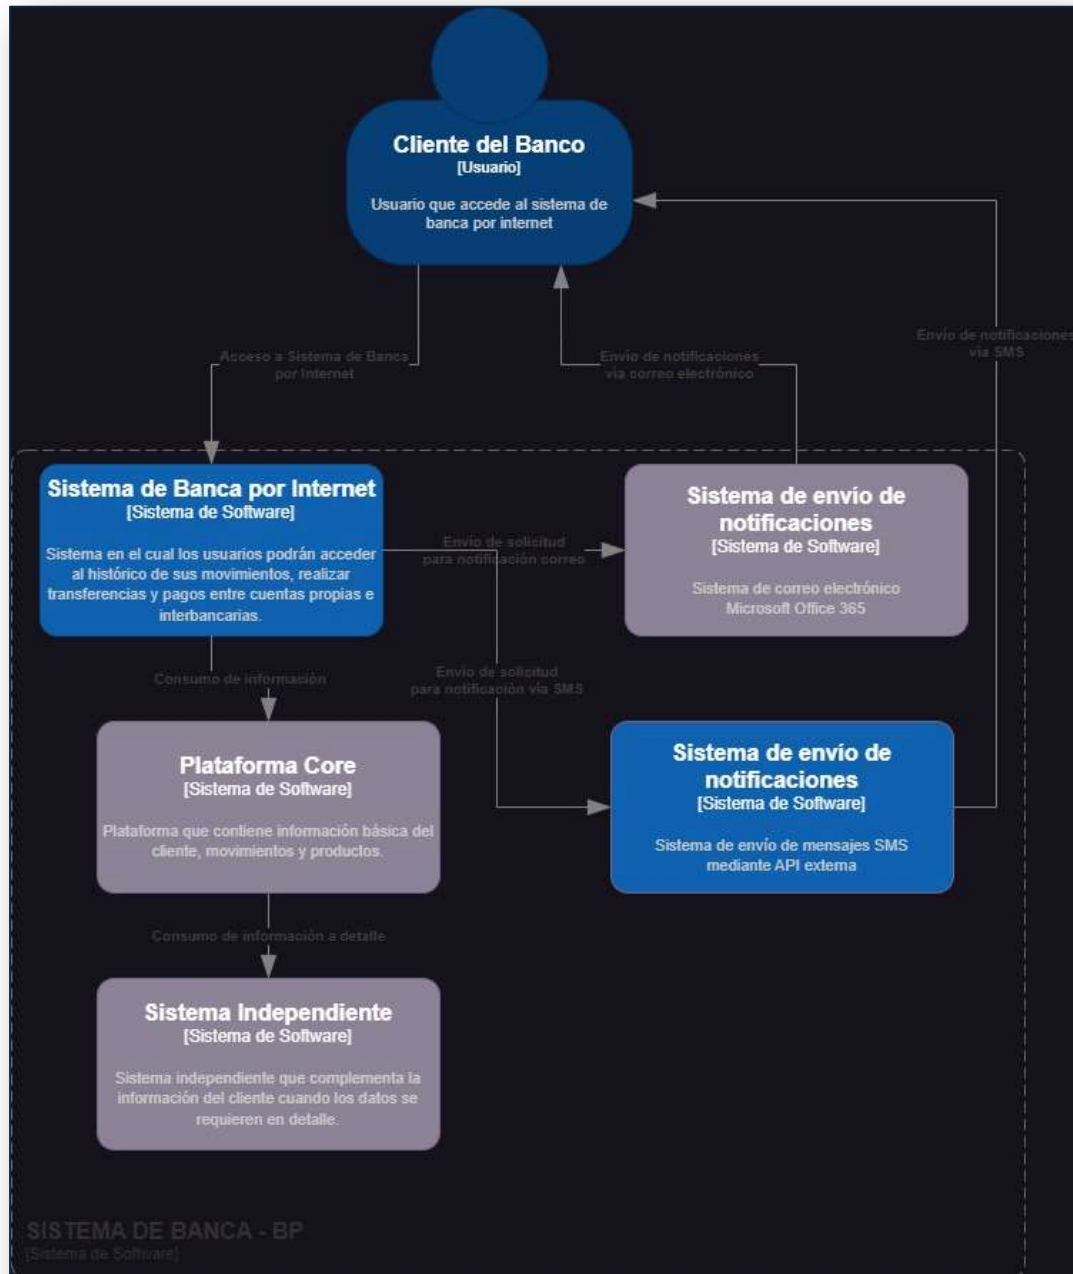 Cliente del Banco
[Usuario]
Usuario que accede al sistema de
banca por internet
Envío de notificaciones
via SMS
Acceso a Sistema de Banca
por Internet
Envío de notificaciones
via correo electrónico
Sistema de Banca por Internet
[Sistema de Software]
Sistema en el cual los usuarios podrán acceder
al histórico de sus movimientos, realizar
transferencias y pagos entre cuentas propias e
interbancarias.
Envío de solicitud
para notificación correo
Sistema de envío de
notificaciones
[Sistema de Software]
Sistema de correo electrónico
Microsoft Office 365
Consumo de información
Envío de solicitud
para notificación via SMS
Plataforma Core
[Sistema de Software]
Plataforma que contiene información básica del
cliente, movimientos y productos.
Sistema de envío de
notificaciones
[Sistema de Software]
Sistema de envío de mensajes SMS
mediante API externa
Consumo de información a detalle
Sistema Independiente
[Sistema de Software]
Sistema independiente que complementa la
información del cliente cuando los datos se
requieren en detalle.
SISTEMA DE BANCA - BP
[Sistema de Software]